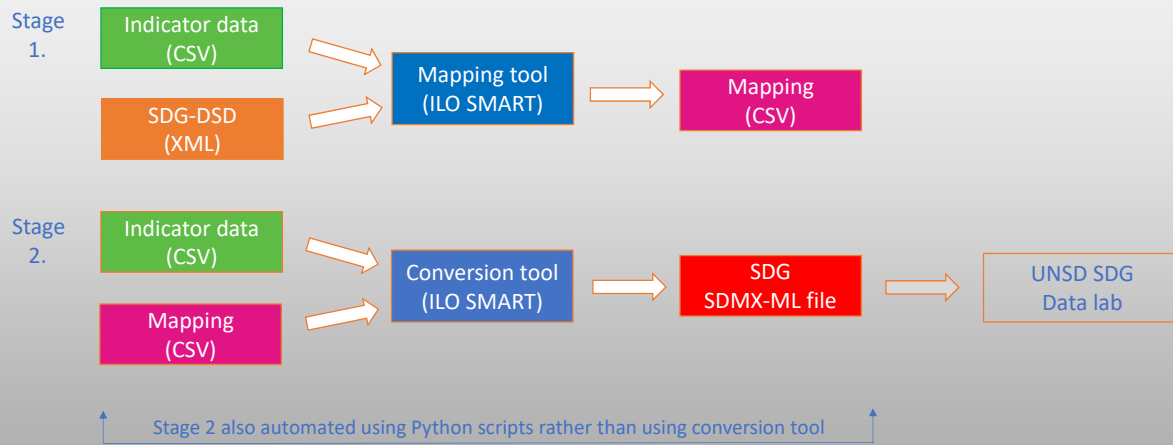 Stage
1.
Indicator data
(CSV)
SDG-DSD
(XML)
Mapping tool
(ILO SMART)
Mapping
(CSV)
Stage
2.
Indicator data
(CSV)
Mapping
(CSV)
Conversion tool
(ILO SMART)
SDG
SDMX-ML file
UNSD SDG
Data lab
Stage 2 also automated using Python scripts rather than using conversion tool